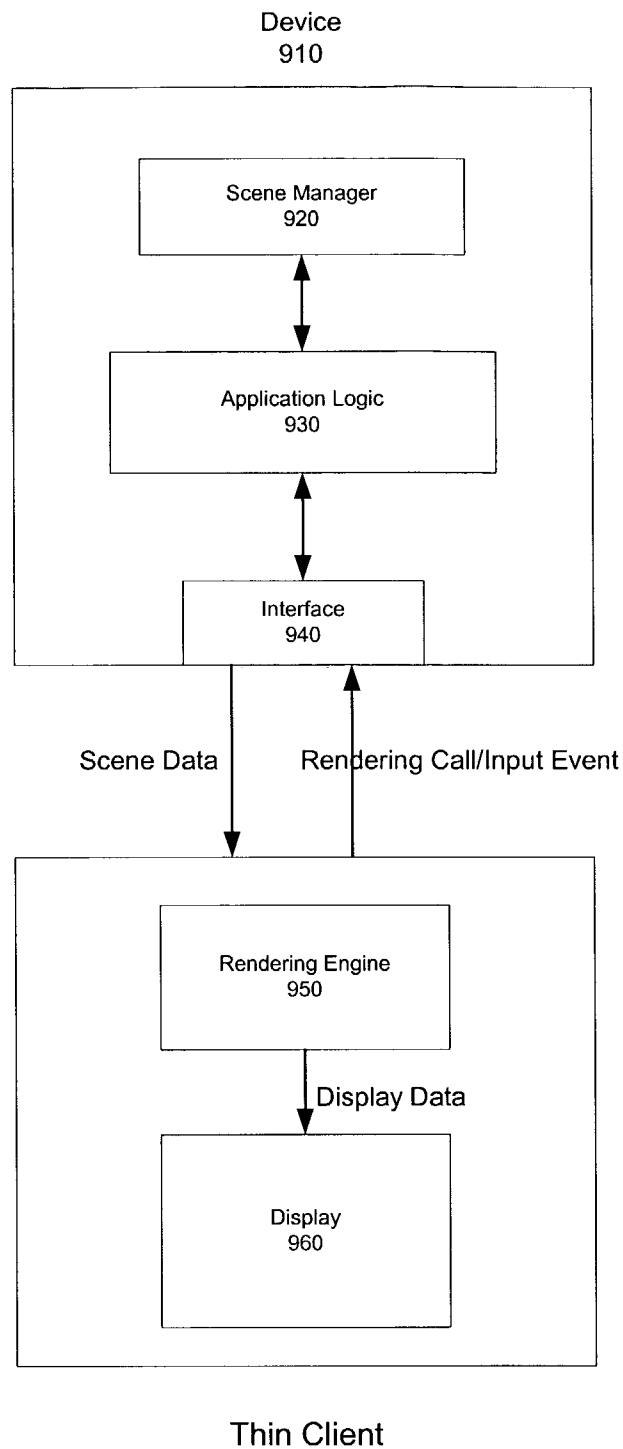 Device
910
Scene Manager
920
Application Logic
930
Interface
940
Scene Data
Rendering Call/Input Event
Rendering Engine
950
Display Data
Display
960
Thin Client